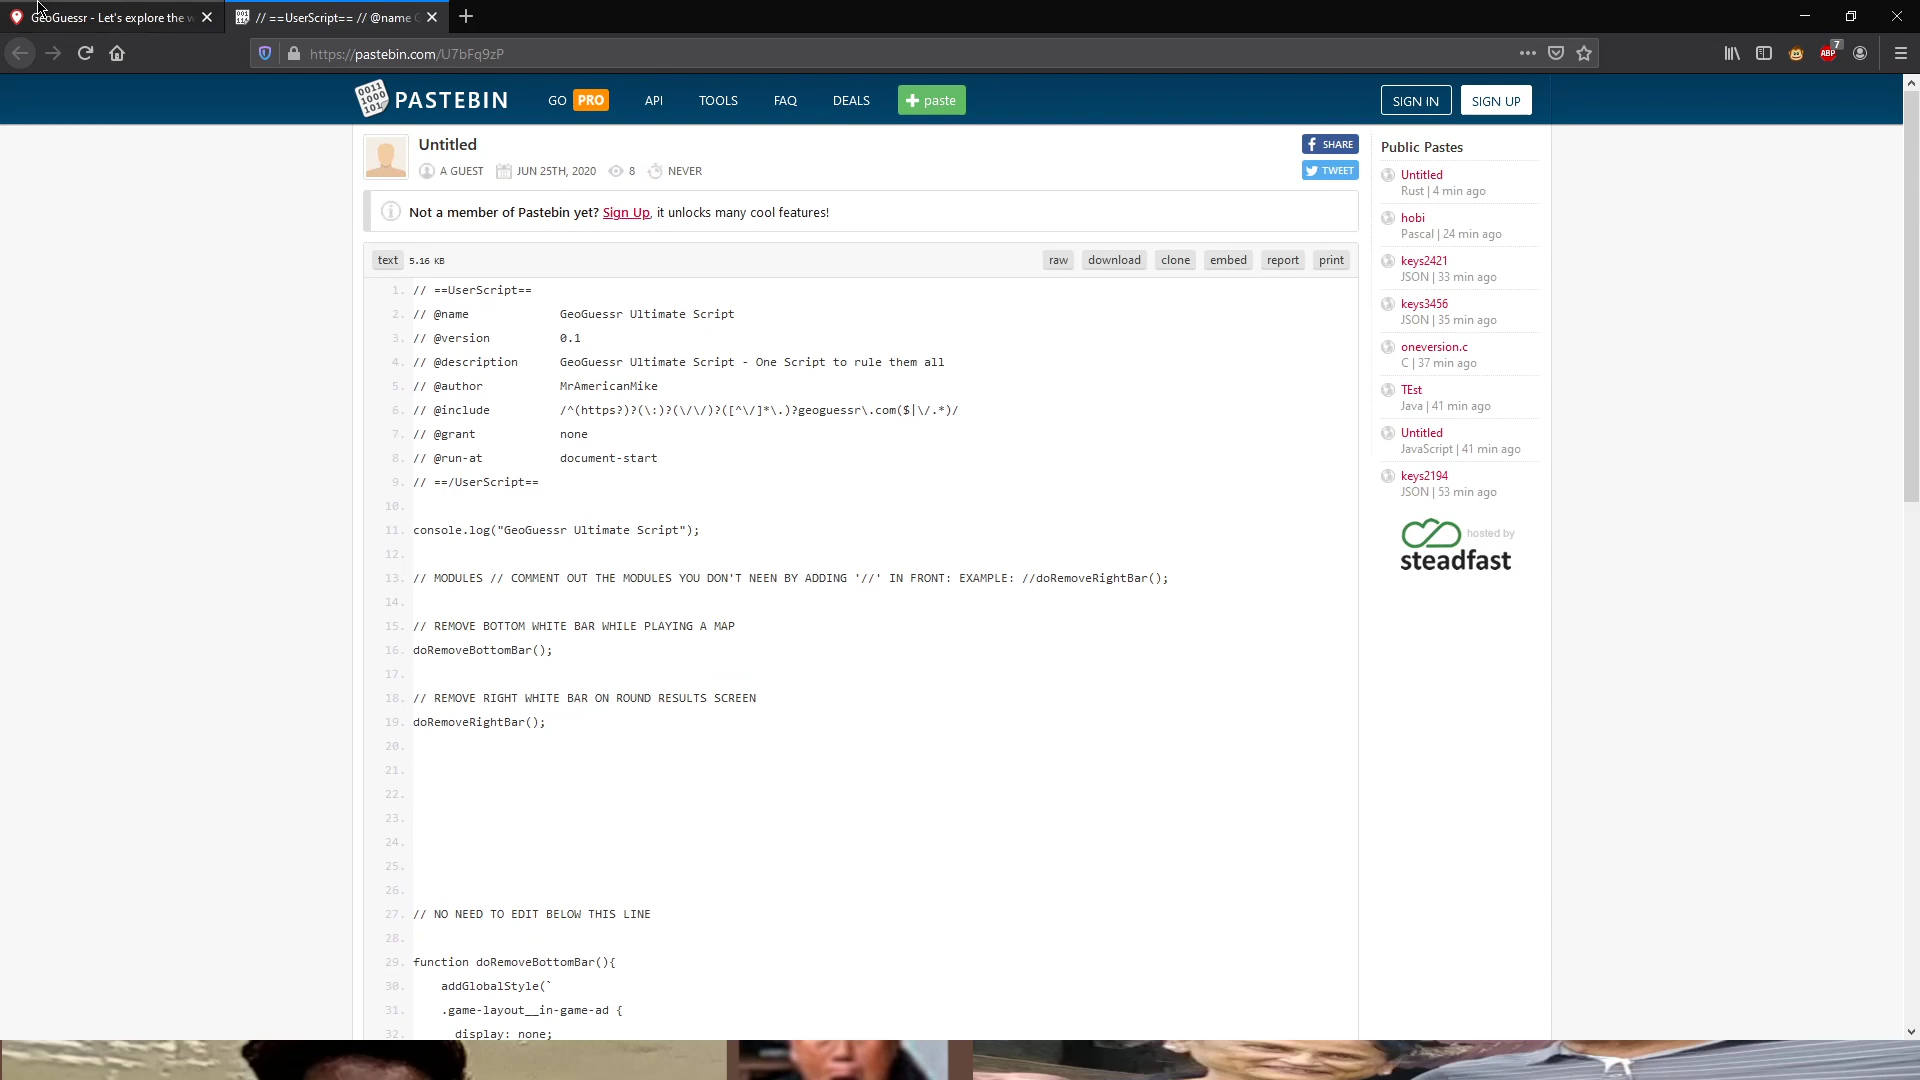 GeoGuessr - Let's explore the w
// ==UserScript== // @name G
https://pastebin.com/U7bFq9zP
ABP
7
0011
1000
101
PASTEBIN
GO PRO
API
TOOLS
FAQ
DEALS
paste
SIGN IN
SIGN UP
Untitled
A GUEST
JUN 25TH, 2020
8
NEVER
SHARE
TWEET
Not a member of Pastebin yet? Sign Up, it unlocks many cool features!
text 5.16 KB
raw
download
clone
embed
report
print
1. // ==UserScript==
2. // @name GeoGuessr Ultimate Script
3. // @version 0.1
4. // @description GeoGuessr Ultimate Script - One Script to rule them all
5. // @author MrAmericanMike
6. // @include /^(https?)?(\:)?(\/\/)?([^\/]*\.)?geoguessr\.com($|\/.*)/
7. // @grant none
8. // @run-at document-start
9. // ==/UserScript==
10.
11. console.log("GeoGuessr Ultimate Script");
12.
13. // MODULES // COMMENT OUT THE MODULES YOU DON'T NEEN BY ADDING '//' IN FRONT: EXAMPLE: //doRemoveRightBar();
14.
15. // REMOVE BOTTOM WHITE BAR WHILE PLAYING A MAP
16. doRemoveBottomBar();
17.
18. // REMOVE RIGHT WHITE BAR ON ROUND RESULTS SCREEN
19. doRemoveRightBar();
20.
21.
22.
23.
24.
25.
26.
27. // NO NEED TO EDIT BELOW THIS LINE
28.
29. function doRemoveBottomBar(){
30. addGlobalStyle(`
31. .game-layout__in-game-ad {
32. display: none;
Public Pastes
Untitled
Rust | 4 min ago
hobi
Pascal | 24 min ago
keys2421
JSON | 33 min ago
keys3456
JSON | 35 min ago
oneversion.c
C | 37 min ago
TEst
Java | 41 min ago
Untitled
JavaScript | 41 min ago
keys2194
JSON | 53 min ago
hosted by
steadfast